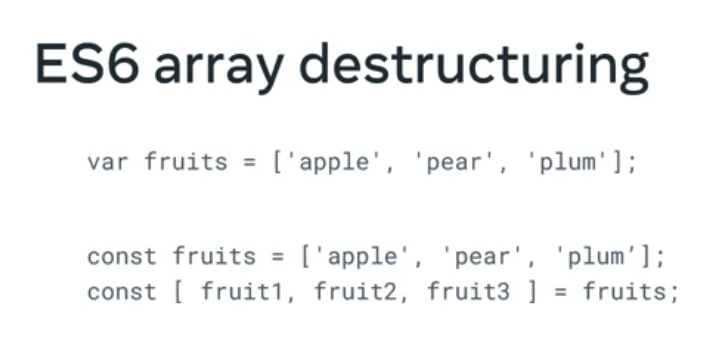 ES6 array destructuring
var fruits = ['apple', 'pear', 'plum'];
const fruits = ['apple', 'pear', 'plum’];
const [ fruit1, fruit2, fruit3 ] = fruits;